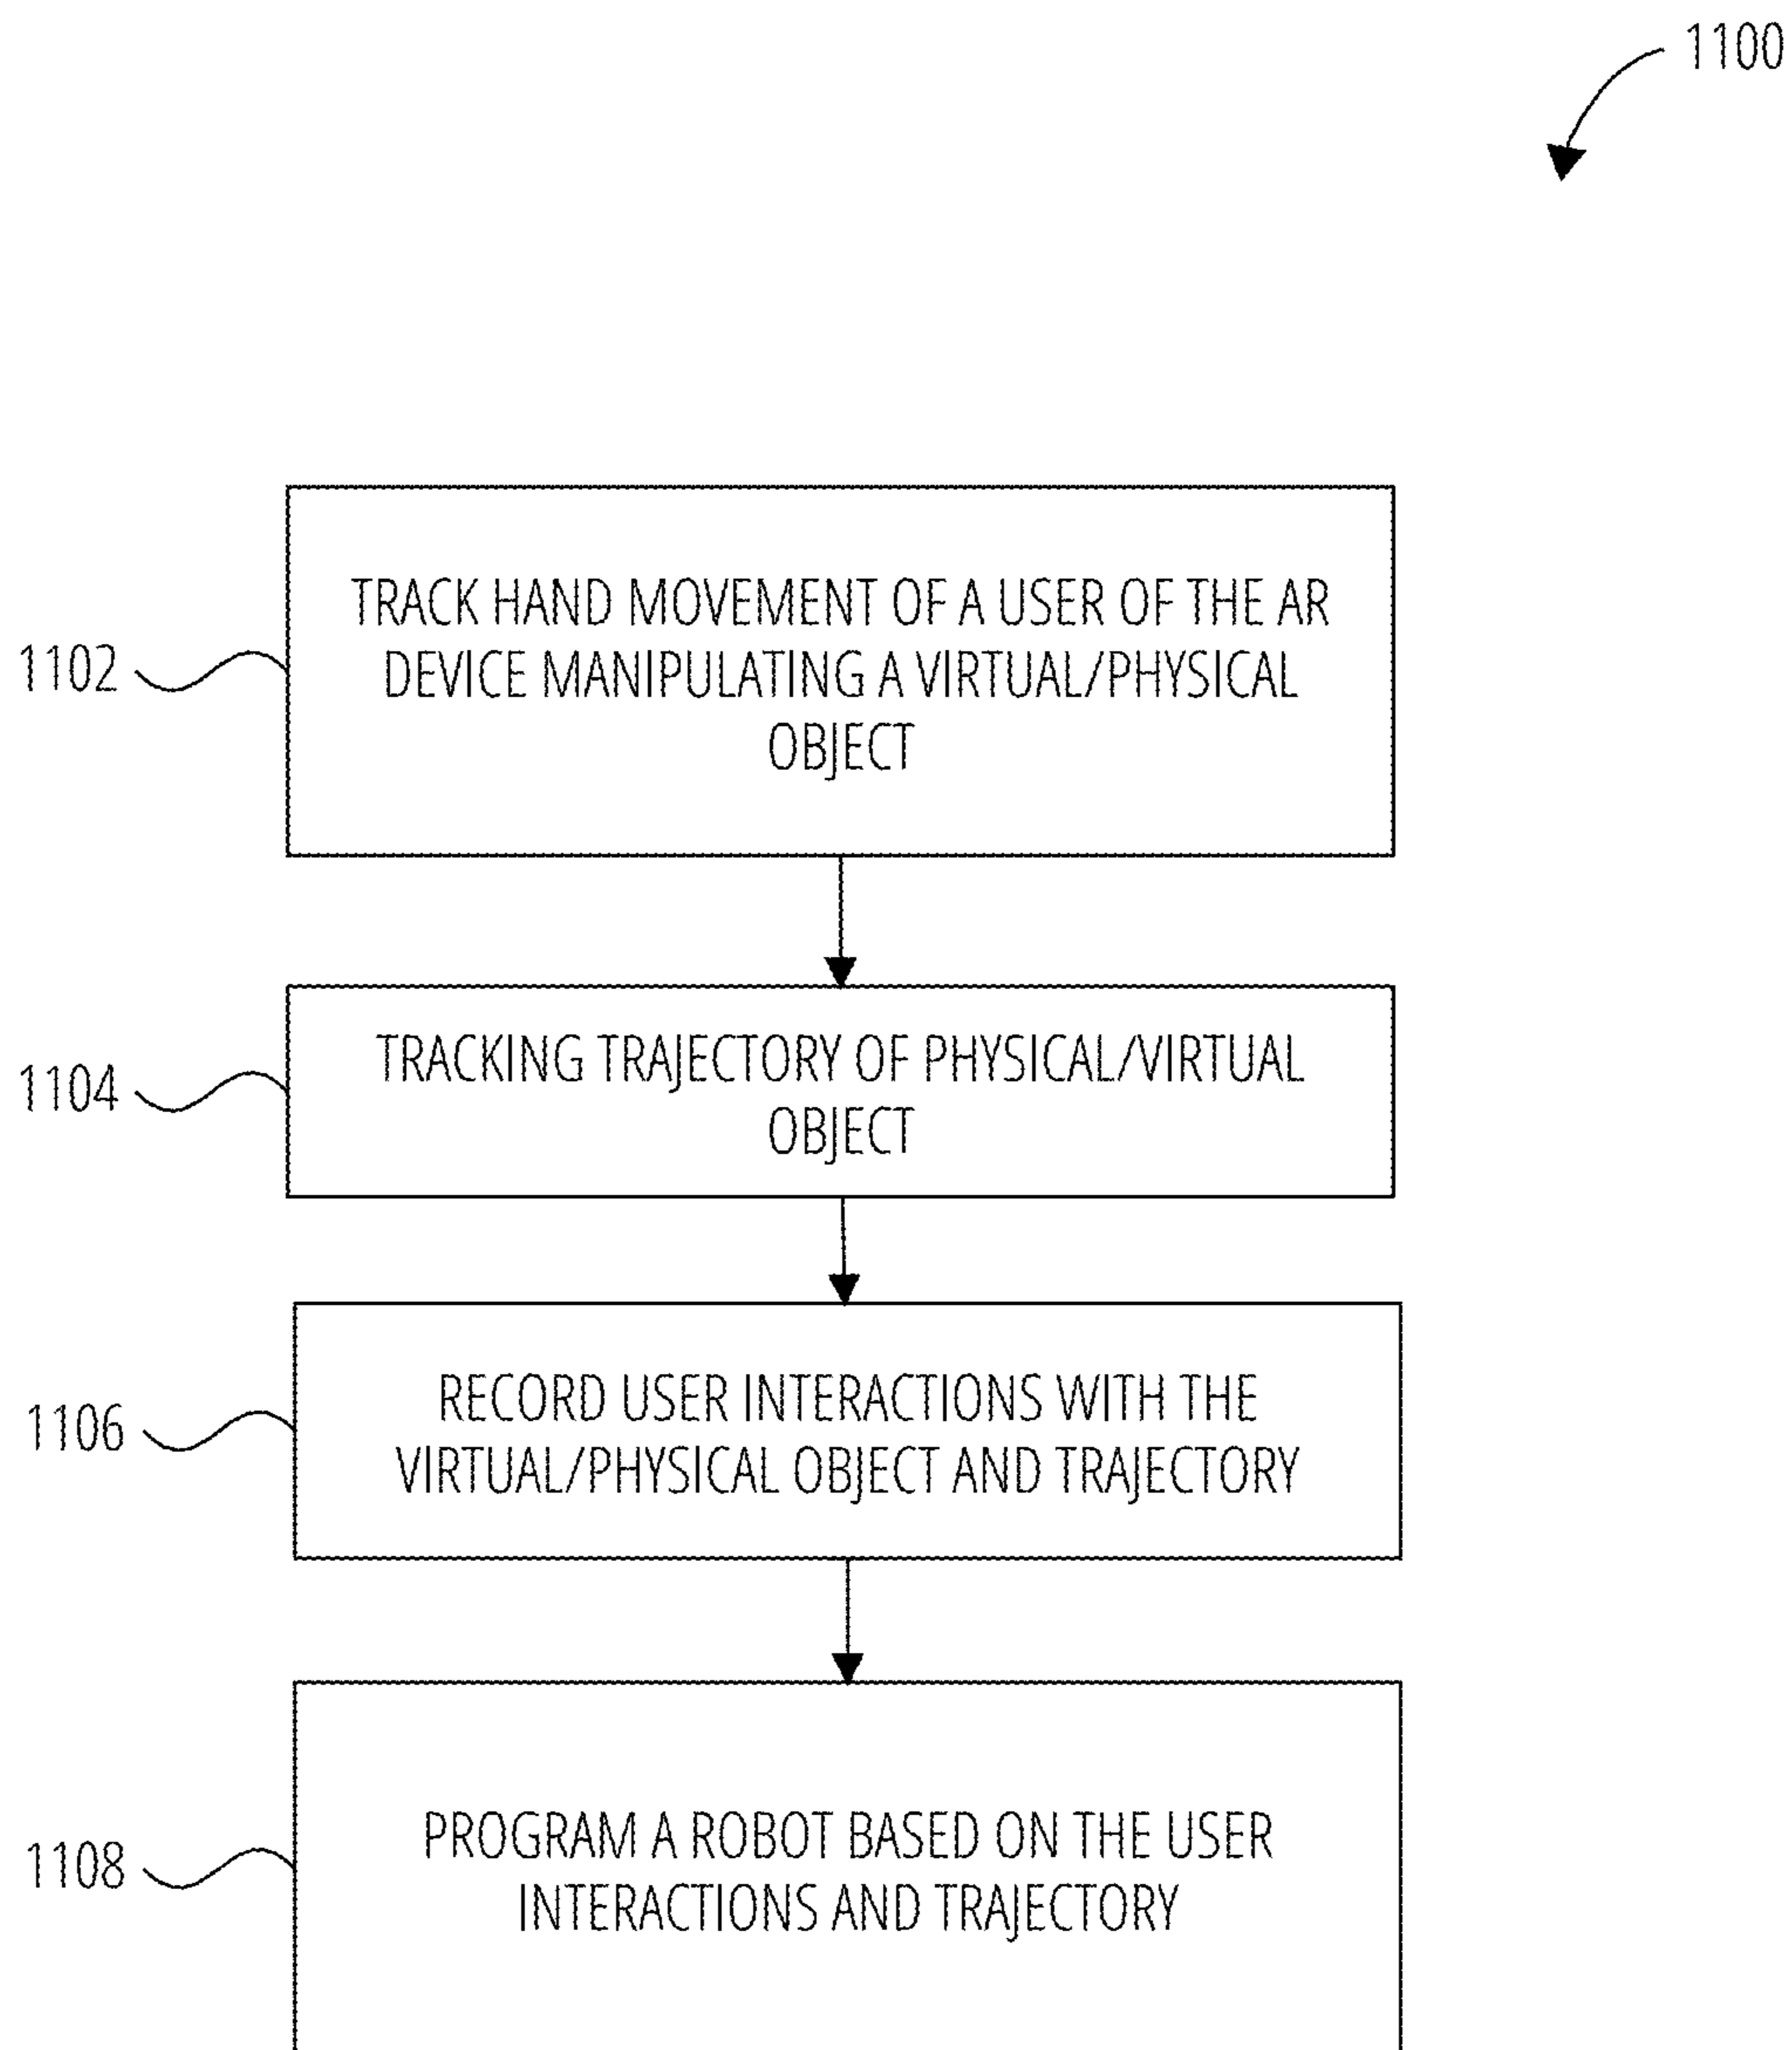 1100
TRACK HAND MOVEMENT OF A USER OF THE AR
DEVICE MANIPULATING A VIRTUAL/PHYSICAL
OBJECT
1102
TRACKING TRAJECTORY OF PHYSICAL/VIRTUAL
OBJECT
1104
RECORD USER INTERACTIONS WITH THE
VIRTUAL/PHYSICAL OBJECT AND TRAJECTORY
1106
PROGRAM A ROBOT BASED ON THE USER
INTERACTIONS AND TRAJECTORY
1108